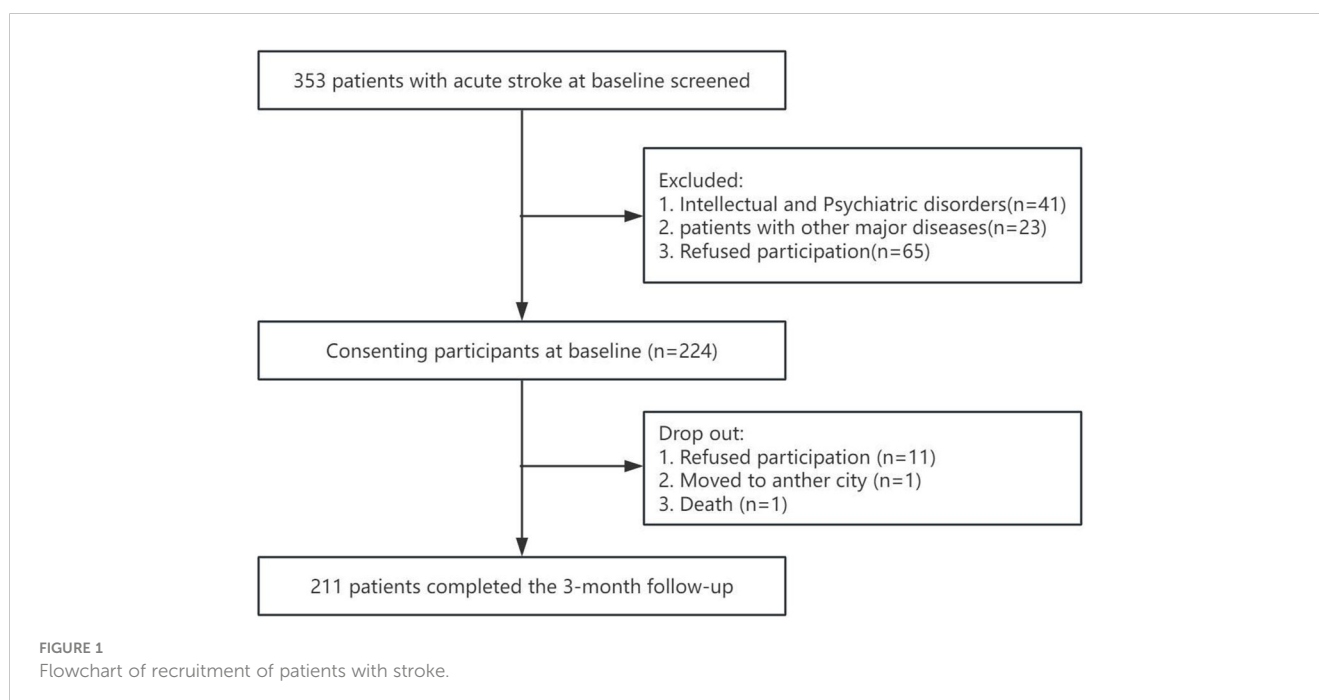 353 patients with acute stroke at baseline screened
Excluded:
1. Intellectual and Psychiatric disorders(n=41)
2. patients with other major diseases(n=23)
3. Refused participation(n=65)
Consenting participants at baseline (n=224)
Drop out:
1. Refused participation (n=11)
2. Moved to anther city (n=1)
3. Death (n=1)
211 patients completed the 3-month follow-up
FIGURE 1
Flowchart of recruitment of patients with stroke.